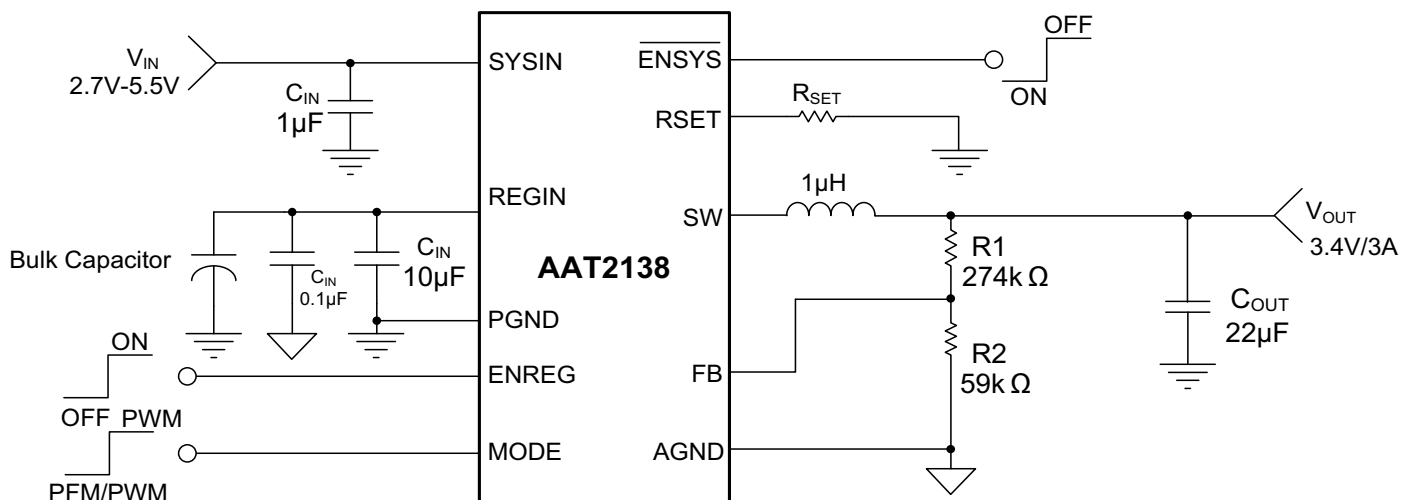 V_IN
2.7V-5.5V
C_IN
1µF
Bulk Capacitor
C_IN
0.1µF
C_IN
10µF
ON
OFF
PWM
PFM/PWM
SYSIN
REGIN
PGND
ENREG
MODE
AAT2138
ENSYS
RSET
SW
FB
AGND
OFF
ON
R_SET
1µH
R1
274k Ω
R2
59k Ω
V_OUT
3.4V/3A
C_OUT
22µF